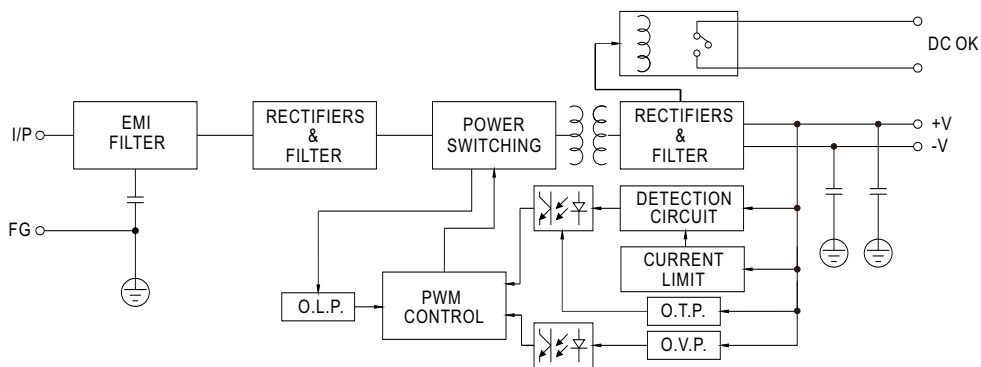 DC OK
I/P
EMI
FILTER
RECTIFIERS
&
FILTER
POWER
SWITCHING
RECTIFIERS
&
FILTER
+V
-V
FG
DETECTION
CIRCUIT
CURRENT
LIMIT
O.L.P.
PWM
CONTROL
O.T.P.
O.V.P.